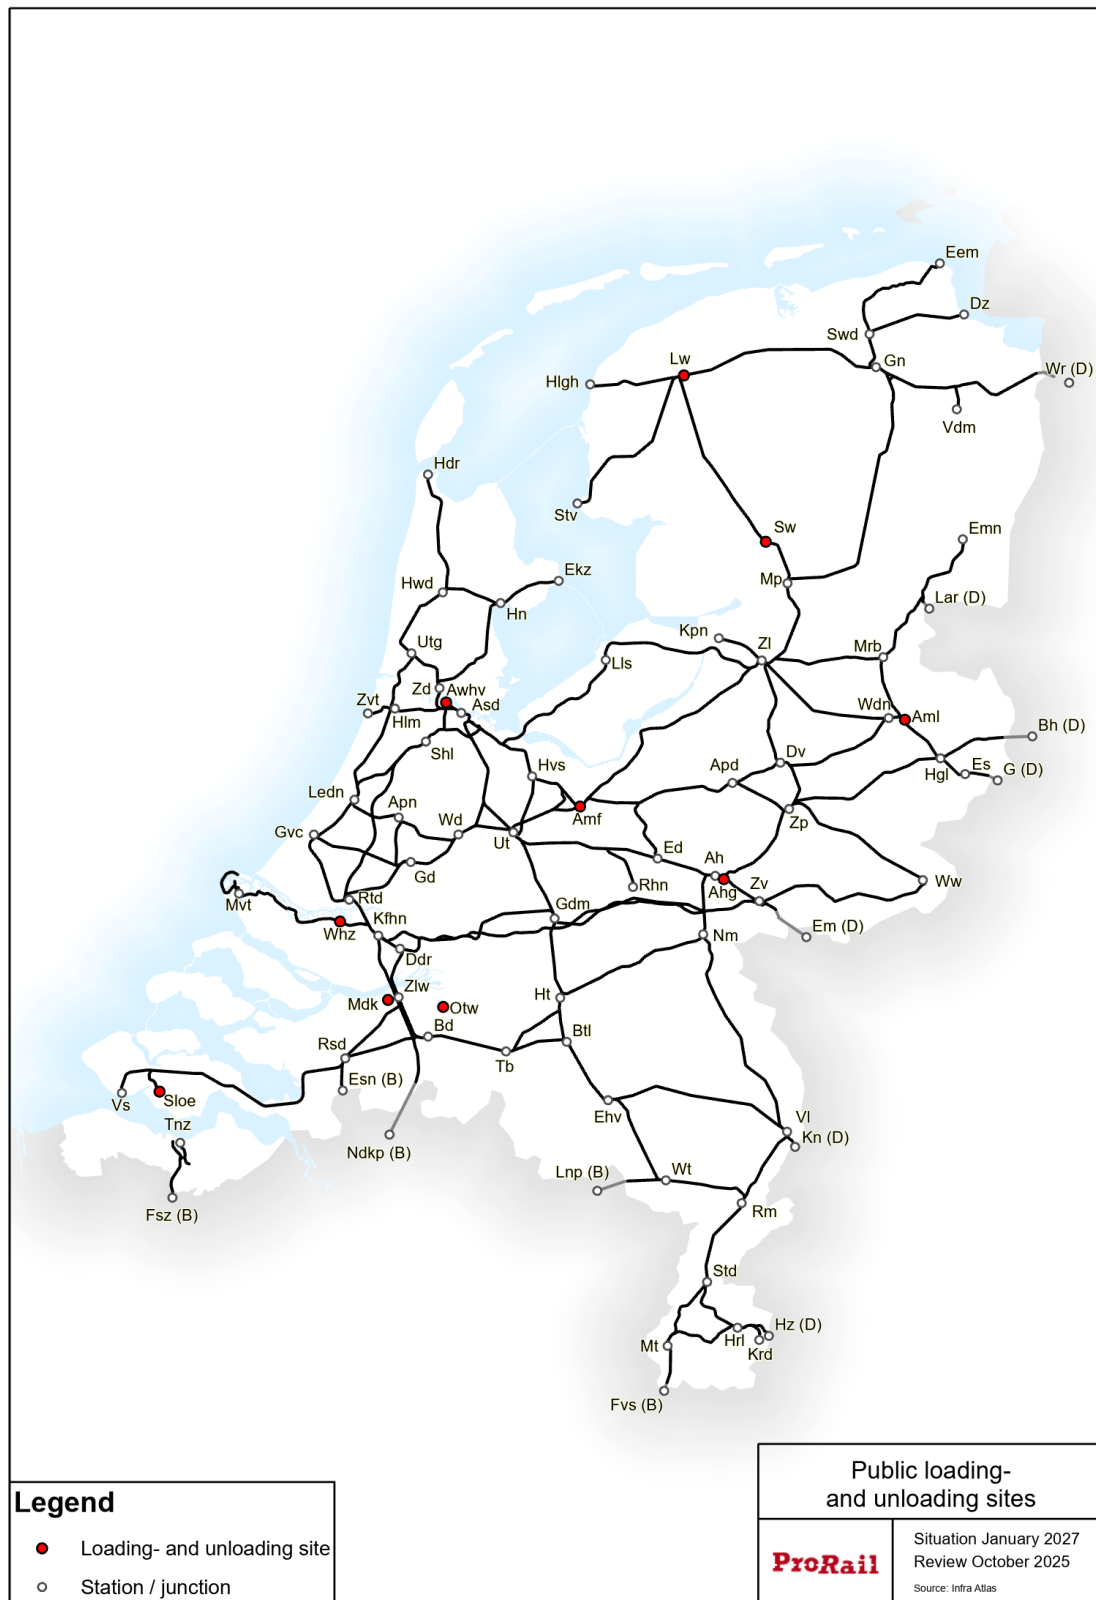 Eem
Dz
Swd
Lw
Gn
Wr (D)
Hlgh
Vdm
Hdr
Stv
Sw
Emn
Ekz
Mp
Hwd
Lar (D)
Hn
Kpn
Utg
Zl
Mrb
Lls
Zd
Awhv
Zvt
Asd
Wdn
Aml
Hlm
Bh (D)
Shl
Dv
Hvs
Apd
Hgl
Es
G (D)
Ledn
Apn
Amf
Wd
Zp
Gvc
Ut
Ed
Ah
Gd
Rhn
Ahg
Zv
Ww
Mvt
Rtd
Kfhn
Gdm
Whz
Em (D)
Nm
Ddr
Zlw
Ht
Mdk
Otw
Bd
Btl
Rsd
Tb
Esn (B)
Vs
Sloe
Ehv
Vl
Tnz
Kn (D)
Ndkp (B)
Lnp (B)
Wt
Fsz (B)
Rm
Std
Hz (D)
Mt
Hrl
Krd
Fvs (B)
Legend
Loading- and unloading site
Station / junction
Public loading-
and unloading sites
ProRail
Situation January 2027
Review October 2025
Source: Infra Atlas